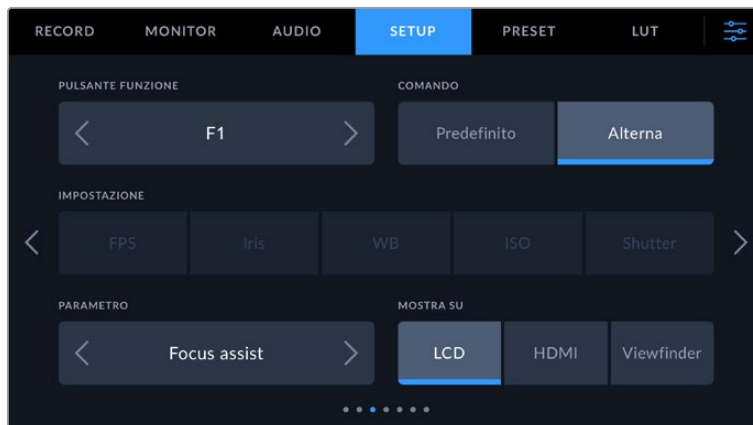 RECORD MONITOR AUDIO SETUP PRESET LUT
PULSANTE FUNZIONE COMANDO
F1 Predefinito Alterna
IMPOSTAZIONE
FPS Iris WB ISO Shutter
PARAMETRO MOSTRA SU
Focus assist LCD HDMI Viewfinder